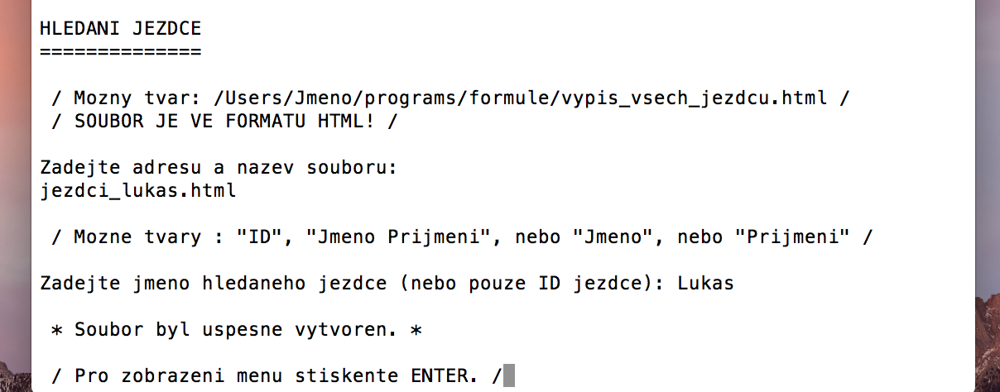 HLEDANI JEZDCE
==============
/ Mozny tvar: /Users/Jmeno/programs/formule/vypis_vsech_jezdcu.html /
/ SOUBOR JE VE FORMATU HTML! /
Zadejte adresu a nazev souboru:
jezdci_lukas.html
/ Mozne tvary : "ID", "Jmeno Prijmeni", nebo "Jmeno", nebo "Prijmeni" /
Zadejte jmeno hledaneho jezdce (nebo pouze ID jezdce): Lukas
* Soubor byl uspesne vytvoren. *
/ Pro zobrazeni menu stiskente ENTER. /